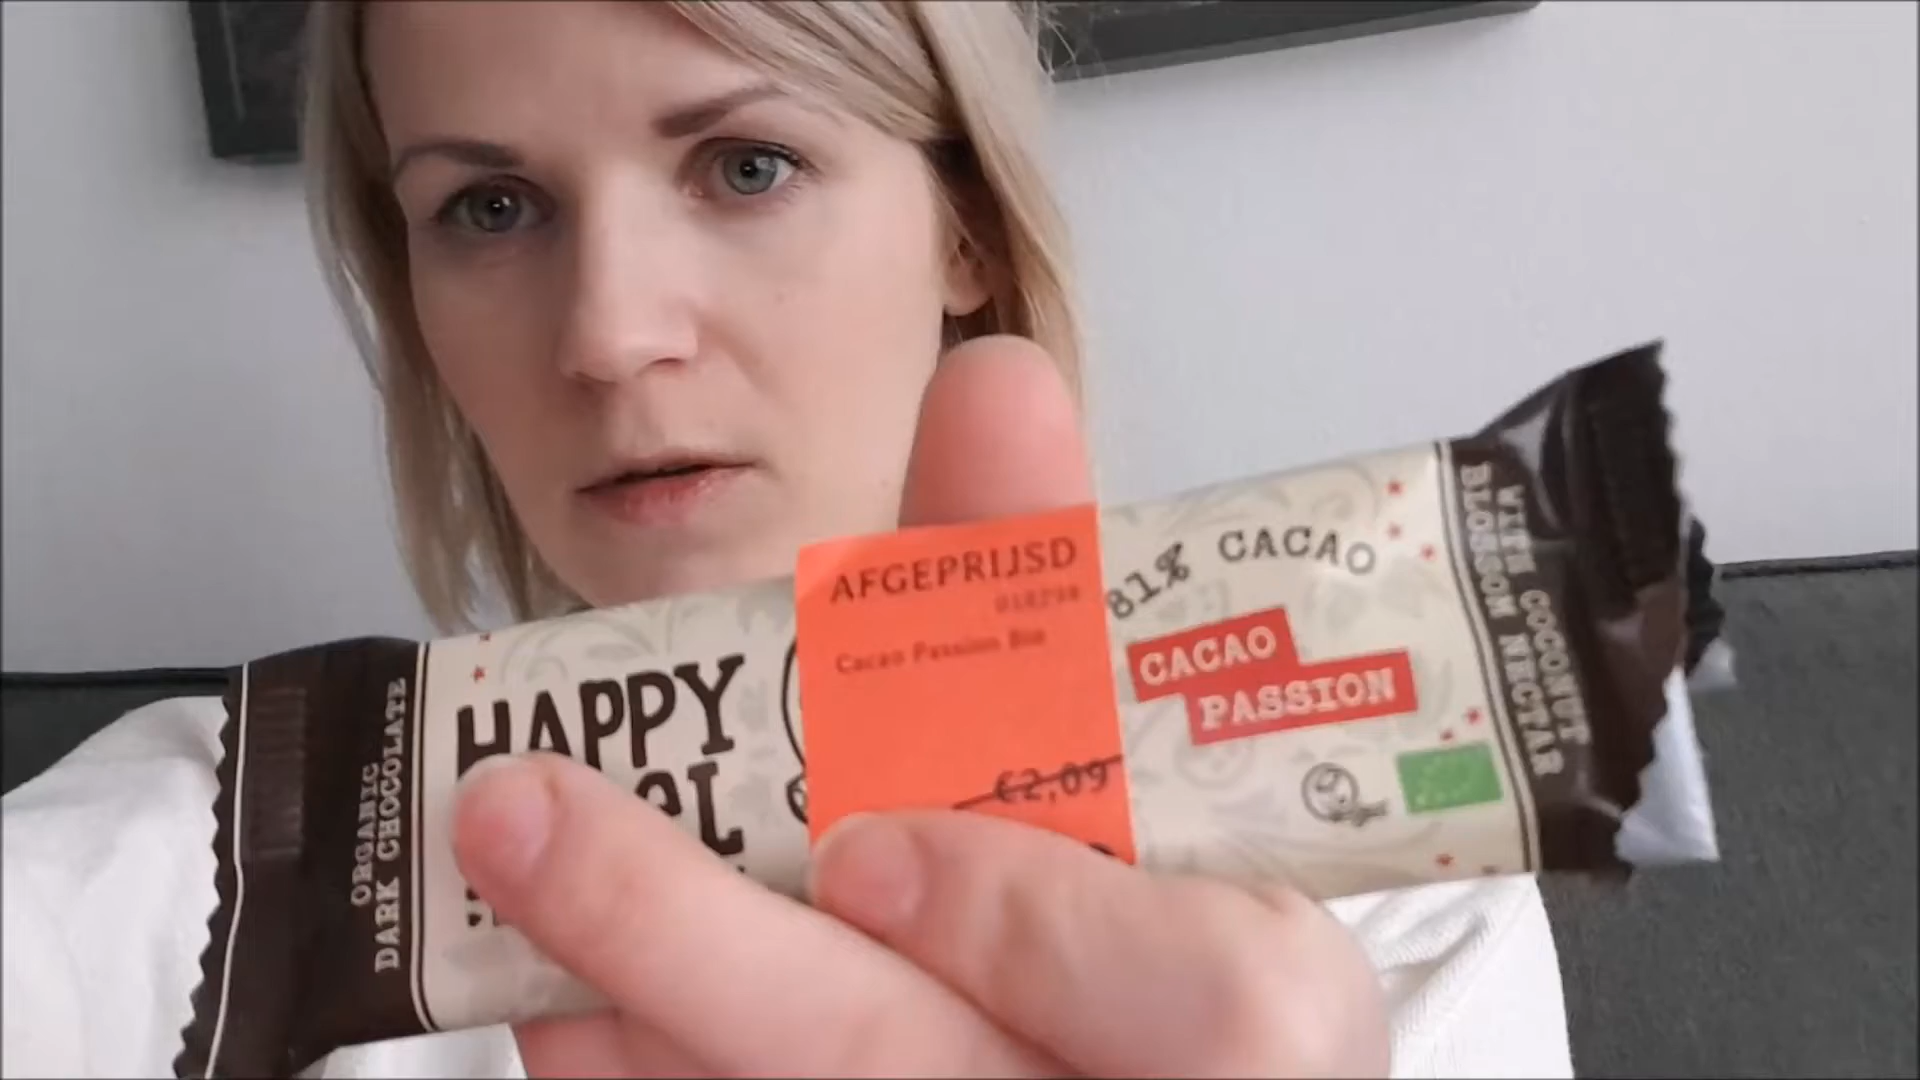 ORGANIC
DARK CHOCOLATE
HAPPY
AFGEPRIJSD
Cacao Passion Bio
€2,09
81% CACAO
CACAO
PASSION
WITH COCONUT
BLOSSOM NECTAR